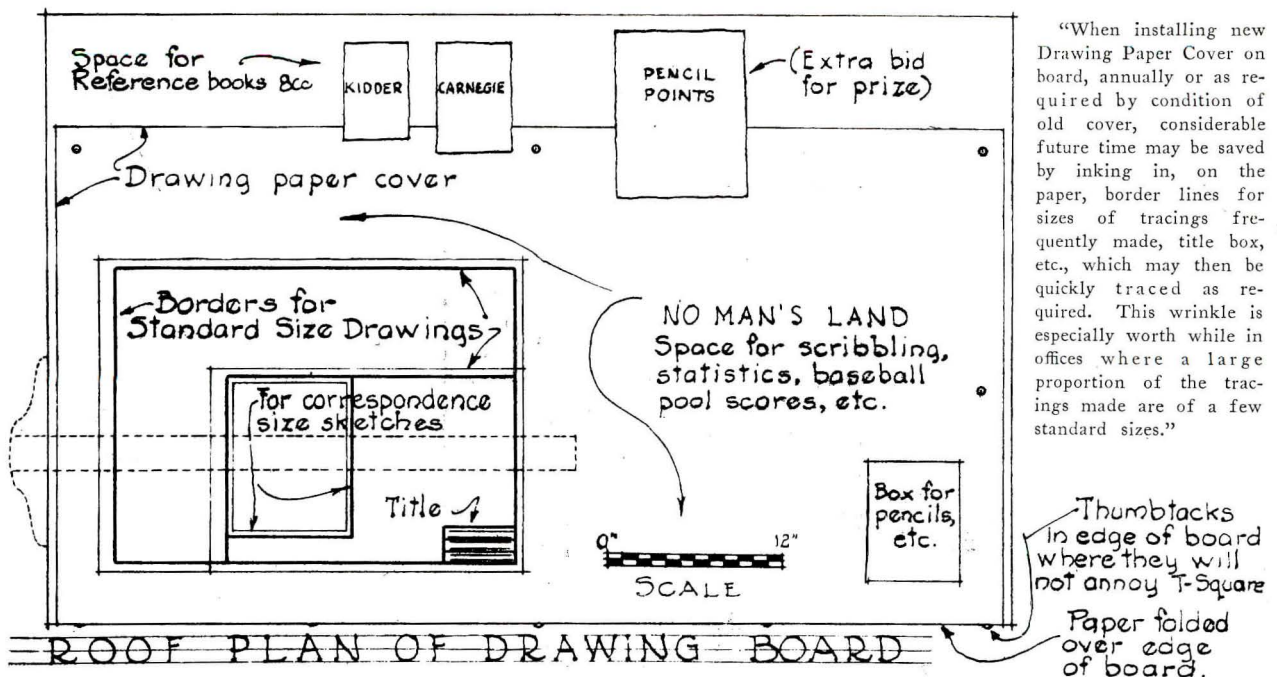 Space for
Reference books &cc
KIDDER
CARNEGIE
PENCIL
POINTS
(Extra bid
for prize)
Drawing paper cover
Borders for
Standard Size Drawings
For correspondence
size sketches
Title
NO MAN'S LAND
Space for scribbling,
statistics, baseball
pool scores, etc.
Box for
pencils,
etc.
0" 12"
SCALE
Thumbtacks
in edge of board
where they will
not annoy T-Square
Paper folded
over edge
of board.
ROOF PLAN OF DRAWING BOARD
“When installing new
Drawing Paper Cover on
board, annually or as re-
quired by condition of
old cover, considerable
future time may be saved
by inking in, on the
paper, border lines for
sizes of tracings fre-
quently made, title box,
etc., which may then be
quickly traced as re-
quired. This wrinkle is
especially worth while in
offices where a large
proportion of the trac-
ings made are of a few
standard sizes.”